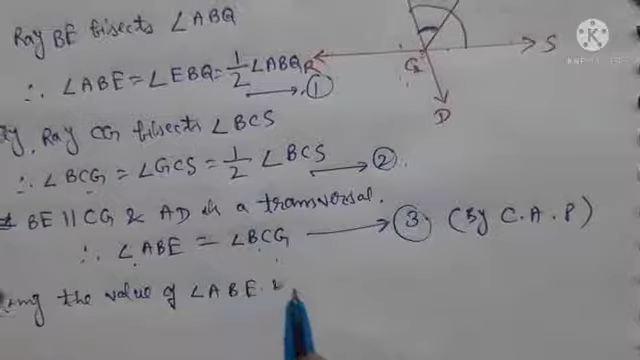 Ray BE bisects ∠ABQ
∴ ∠ABE = ∠EBQ = 1/2 ∠ABQ → ①
Ray CG bisects ∠BCS
∴ ∠BCG = ∠GCS = 1/2 ∠BCS → ②.
BE || CG & AD is a transversal.
∴ ∠ABE = ∠BCG → ③ (By C.A.P)
the value of ∠ABE &
R
S
D
K